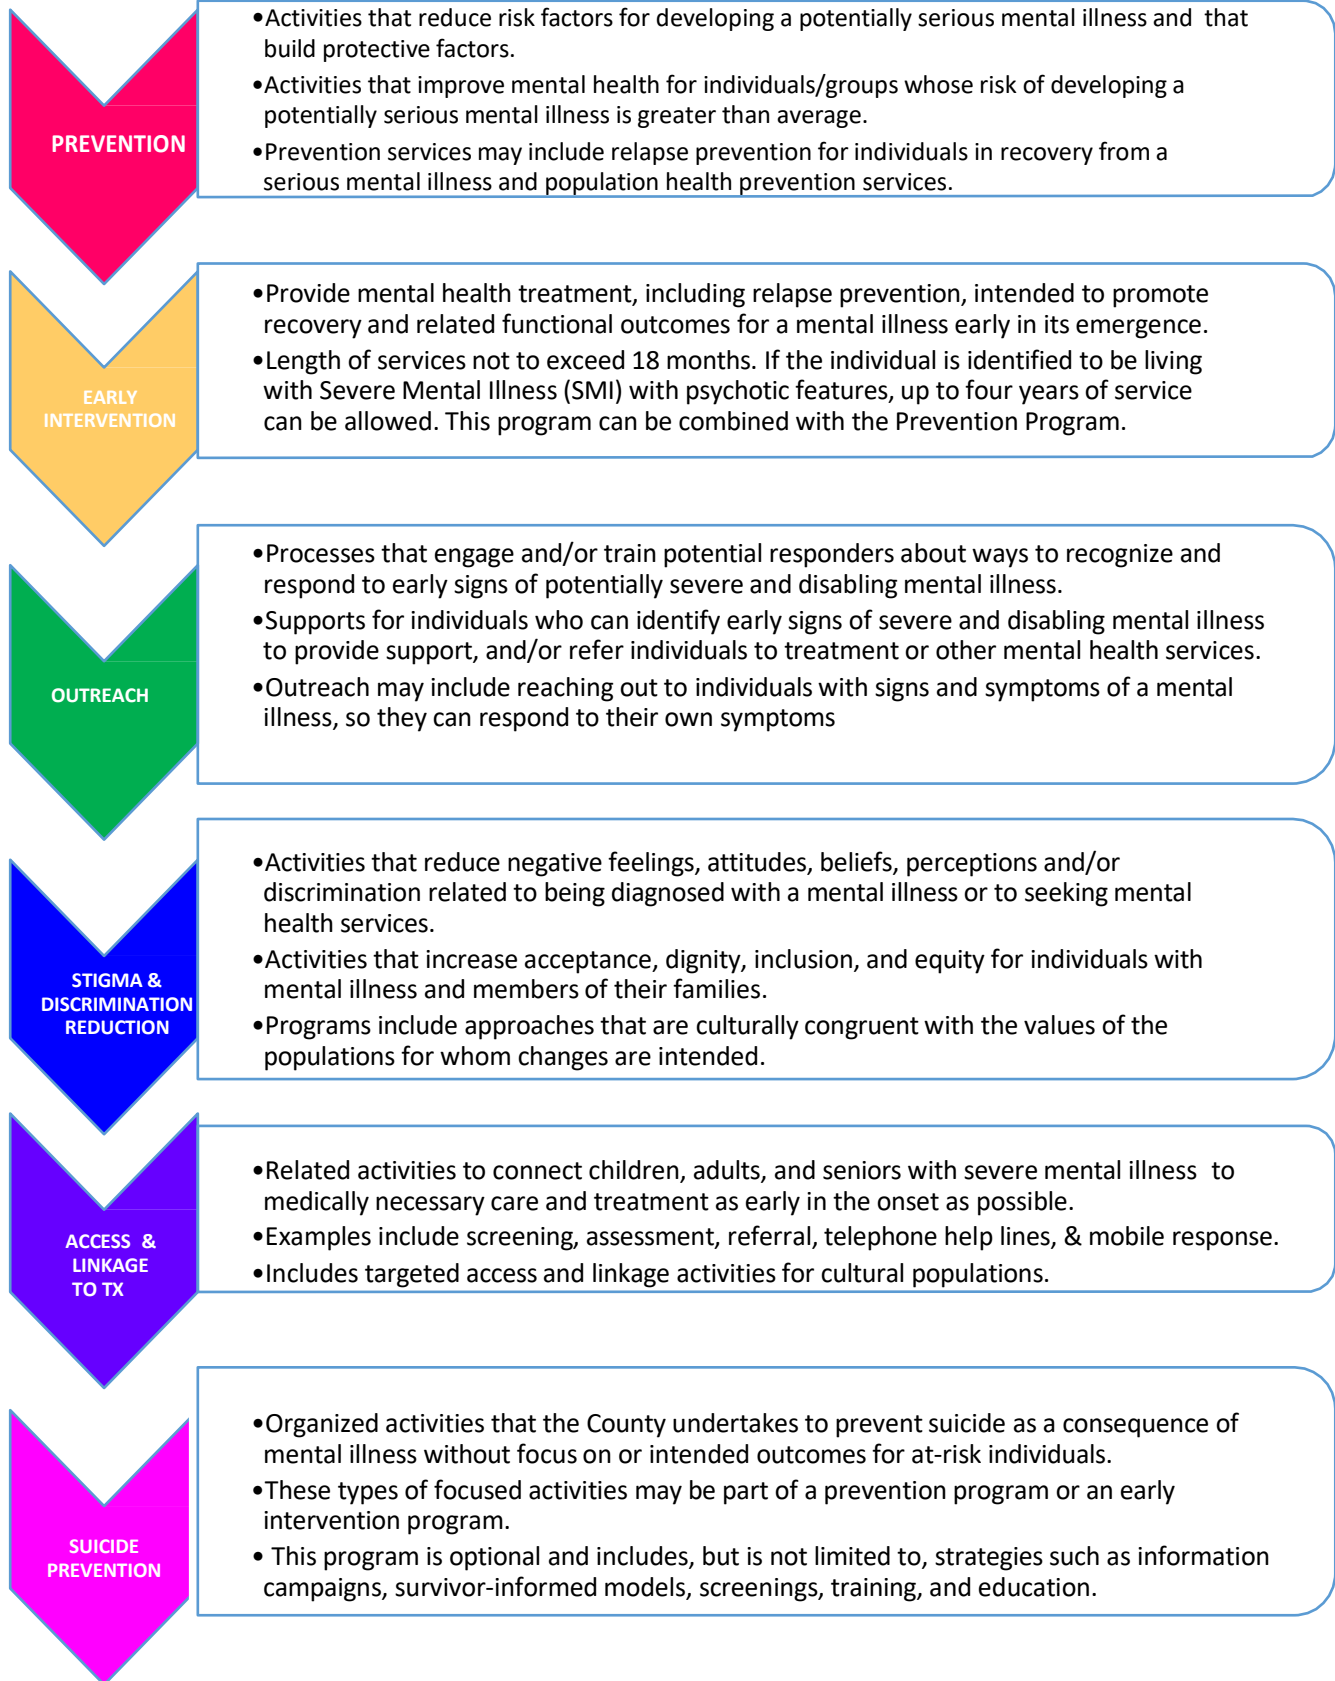 PREVENTION
•Activities that reduce risk factors for developing a potentially serious mental illness and that
build protective factors.
•Activities that improve mental health for individuals/groups whose risk of developing a
potentially serious mental illness is greater than average.
•Prevention services may include relapse prevention for individuals in recovery from a
serious mental illness and population health prevention services.
EARLY
INTERVENTION
•Provide mental health treatment, including relapse prevention, intended to promote
recovery and related functional outcomes for a mental illness early in its emergence.
•Length of services not to exceed 18 months. If the individual is identified to be living
with Severe Mental Illness (SMI) with psychotic features, up to four years of service
can be allowed. This program can be combined with the Prevention Program.
OUTREACH
•Processes that engage and/or train potential responders about ways to recognize and
respond to early signs of potentially severe and disabling mental illness.
•Supports for individuals who can identify early signs of severe and disabling mental illness
to provide support, and/or refer individuals to treatment or other mental health services.
•Outreach may include reaching out to individuals with signs and symptoms of a mental
illness, so they can respond to their own symptoms
STIGMA &
DISCRIMINATION
REDUCTION
•Activities that reduce negative feelings, attitudes, beliefs, perceptions and/or
discrimination related to being diagnosed with a mental illness or to seeking mental
health services.
•Activities that increase acceptance, dignity, inclusion, and equity for individuals with
mental illness and members of their families.
•Programs include approaches that are culturally congruent with the values of the
populations for whom changes are intended.
ACCESS &
LINKAGE
TO TX
•Related activities to connect children, adults, and seniors with severe mental illness to
medically necessary care and treatment as early in the onset as possible.
•Examples include screening, assessment, referral, telephone help lines, & mobile response.
•Includes targeted access and linkage activities for cultural populations.
SUICIDE
PREVENTION
•Organized activities that the County undertakes to prevent suicide as a consequence of
mental illness without focus on or intended outcomes for at-risk individuals.
•These types of focused activities may be part of a prevention program or an early
intervention program.
• This program is optional and includes, but is not limited to, strategies such as information
campaigns, survivor-informed models, screenings, training, and education.